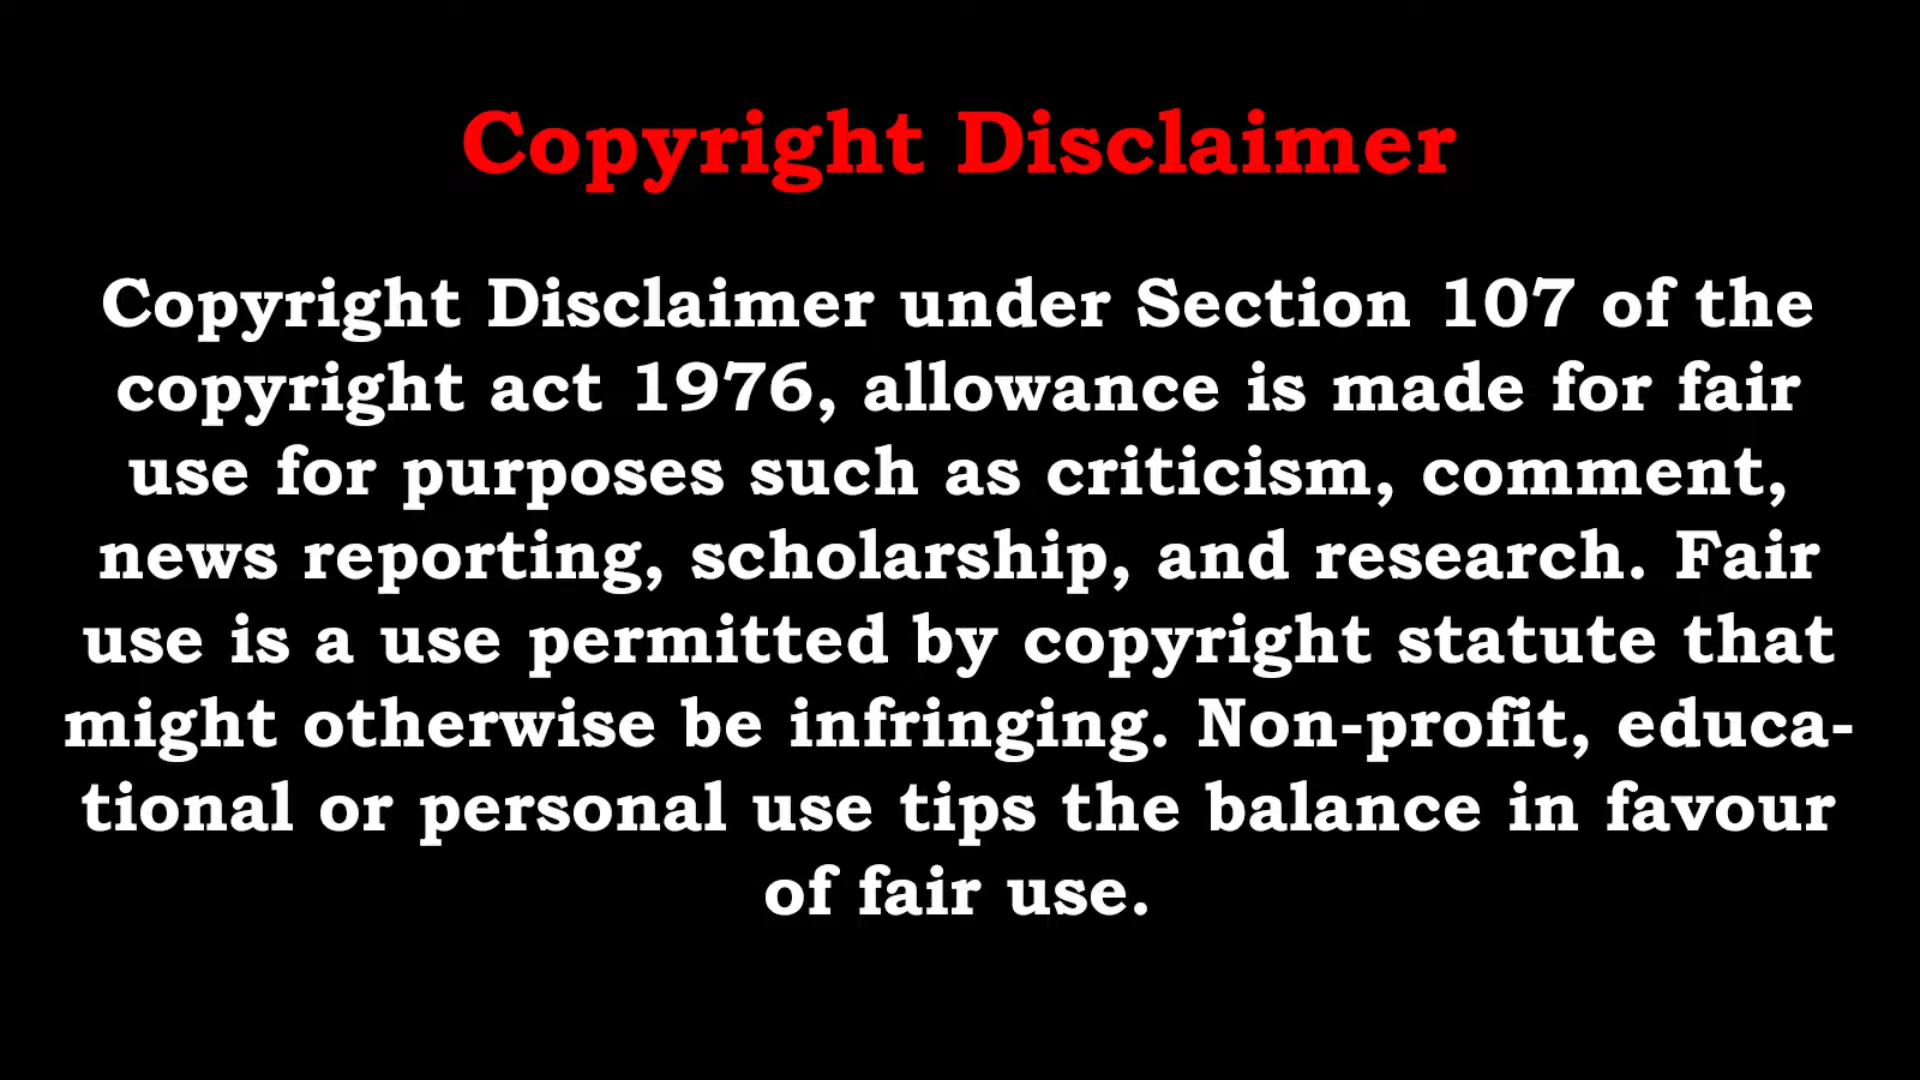 Copyright Disclaimer
Copyright Disclaimer under Section 107 of the
copyright act 1976, allowance is made for fair
use for purposes such as criticism, comment,
news reporting, scholarship, and research. Fair
use is a use permitted by copyright statute that
might otherwise be infringing. Non-profit, educa-
tional or personal use tips the balance in favour
of fair use.